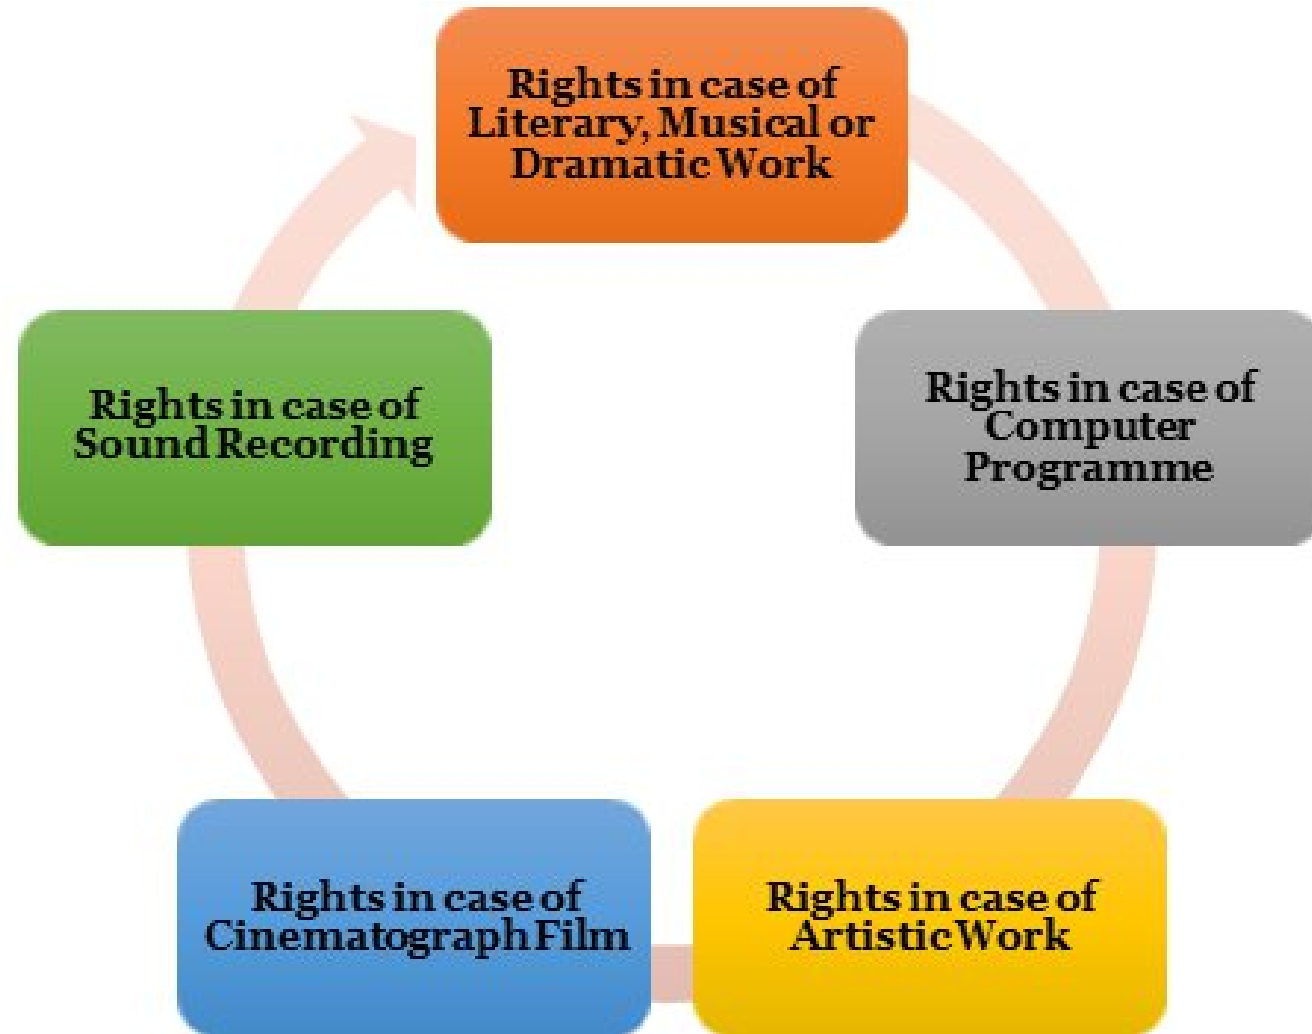 Rights in case of
Literary, Musical or
Dramatic Work
Rights in case of
Computer
Programme
Rights in case of
Artistic Work
Rights in case of
Cinematograph Film
Rights in case of
Sound Recording